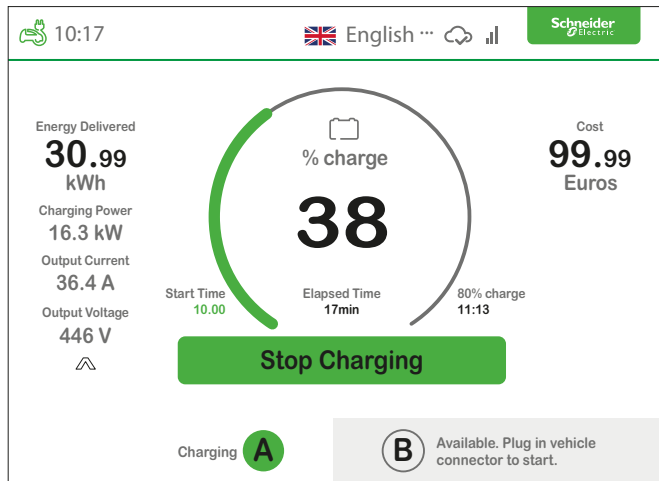 10:17
English ...
Schneider
Electric
Energy Delivered
30.99
kWh
Charging Power
16.3 kW
Output Current
36.4 A
Output Voltage
446 V
% charge
38
Start Time
10.00
Elapsed Time
17min
80% charge
11:13
Cost
99.99
Euros
Stop Charging
Charging A
B
Available. Plug in vehicle
connector to start.